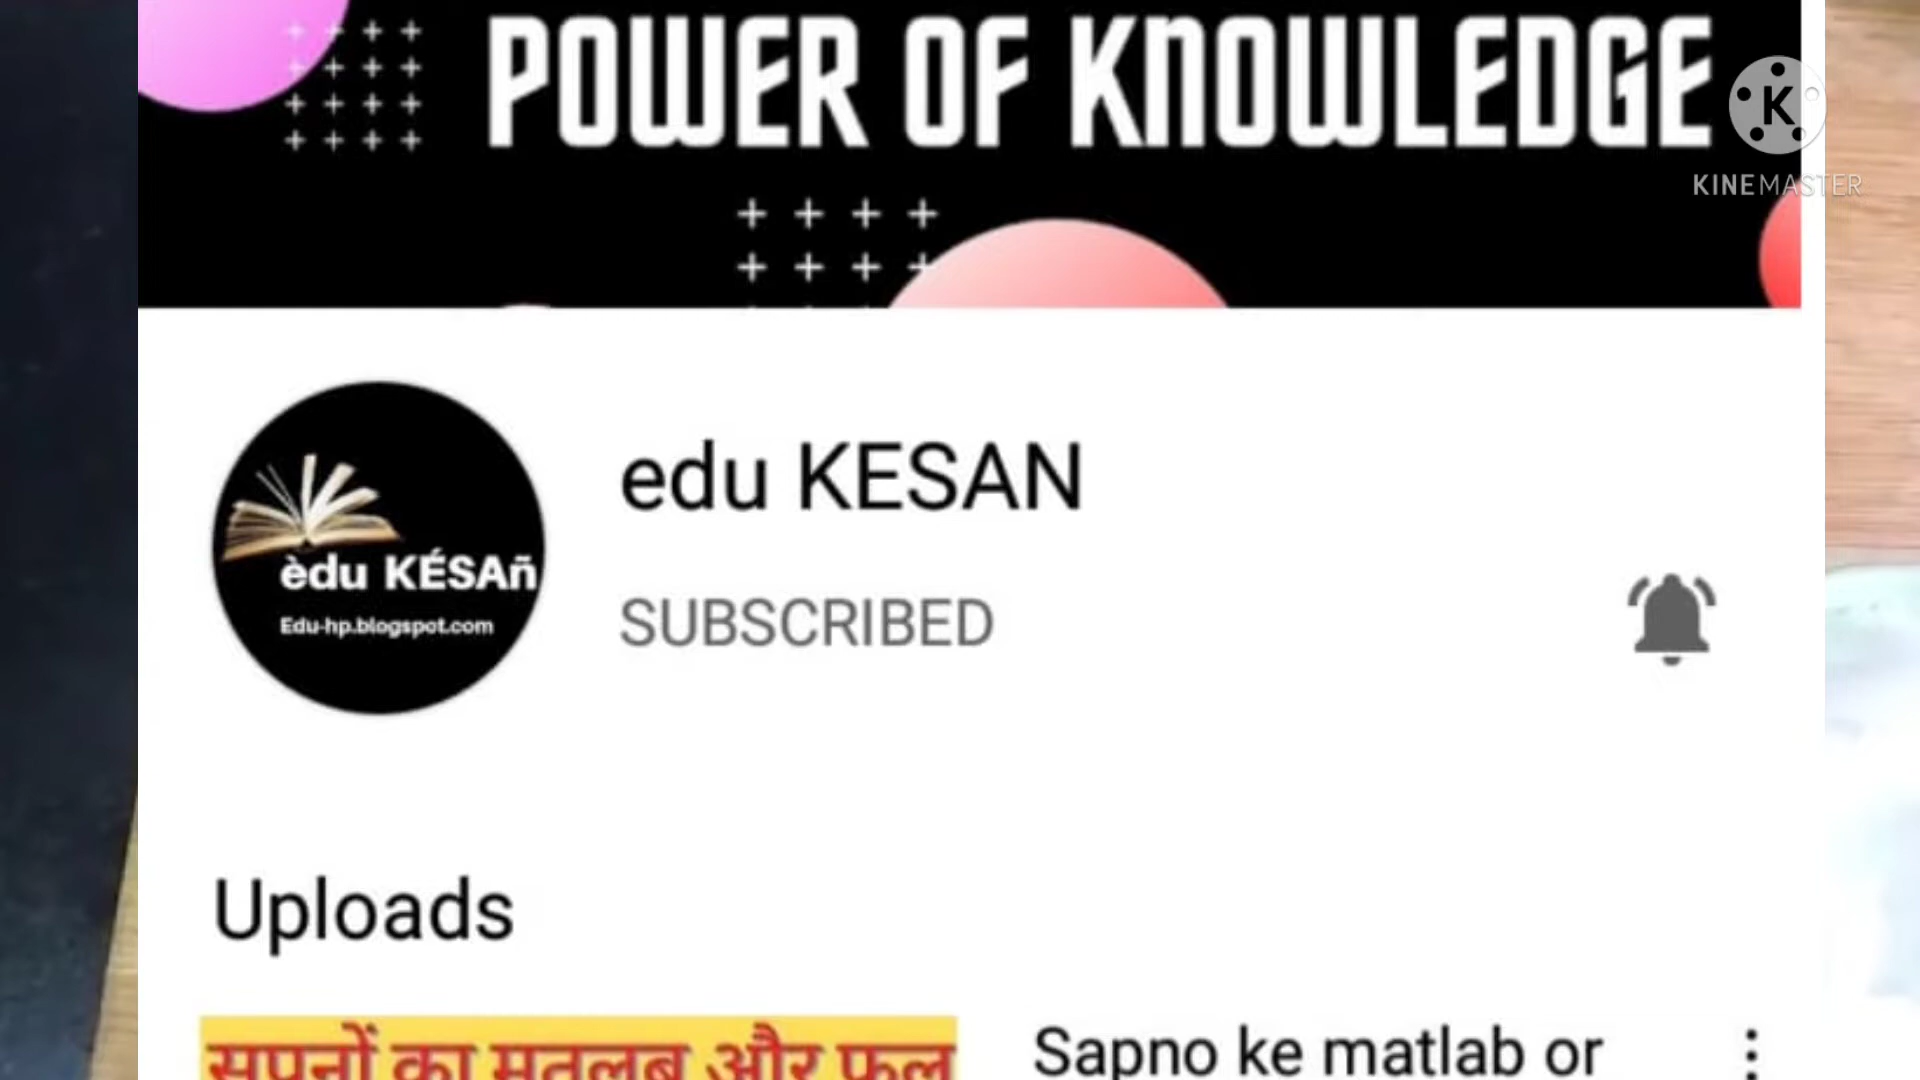 POWER OF KNOWLEDGE
K
KINEMASTER
edu KESAN
èdu KÉSAñ
Edu-hp.blogspot.com
SUBSCRIBED
Uploads
सपनों का मतलब और फल
Sapno ke matlab or